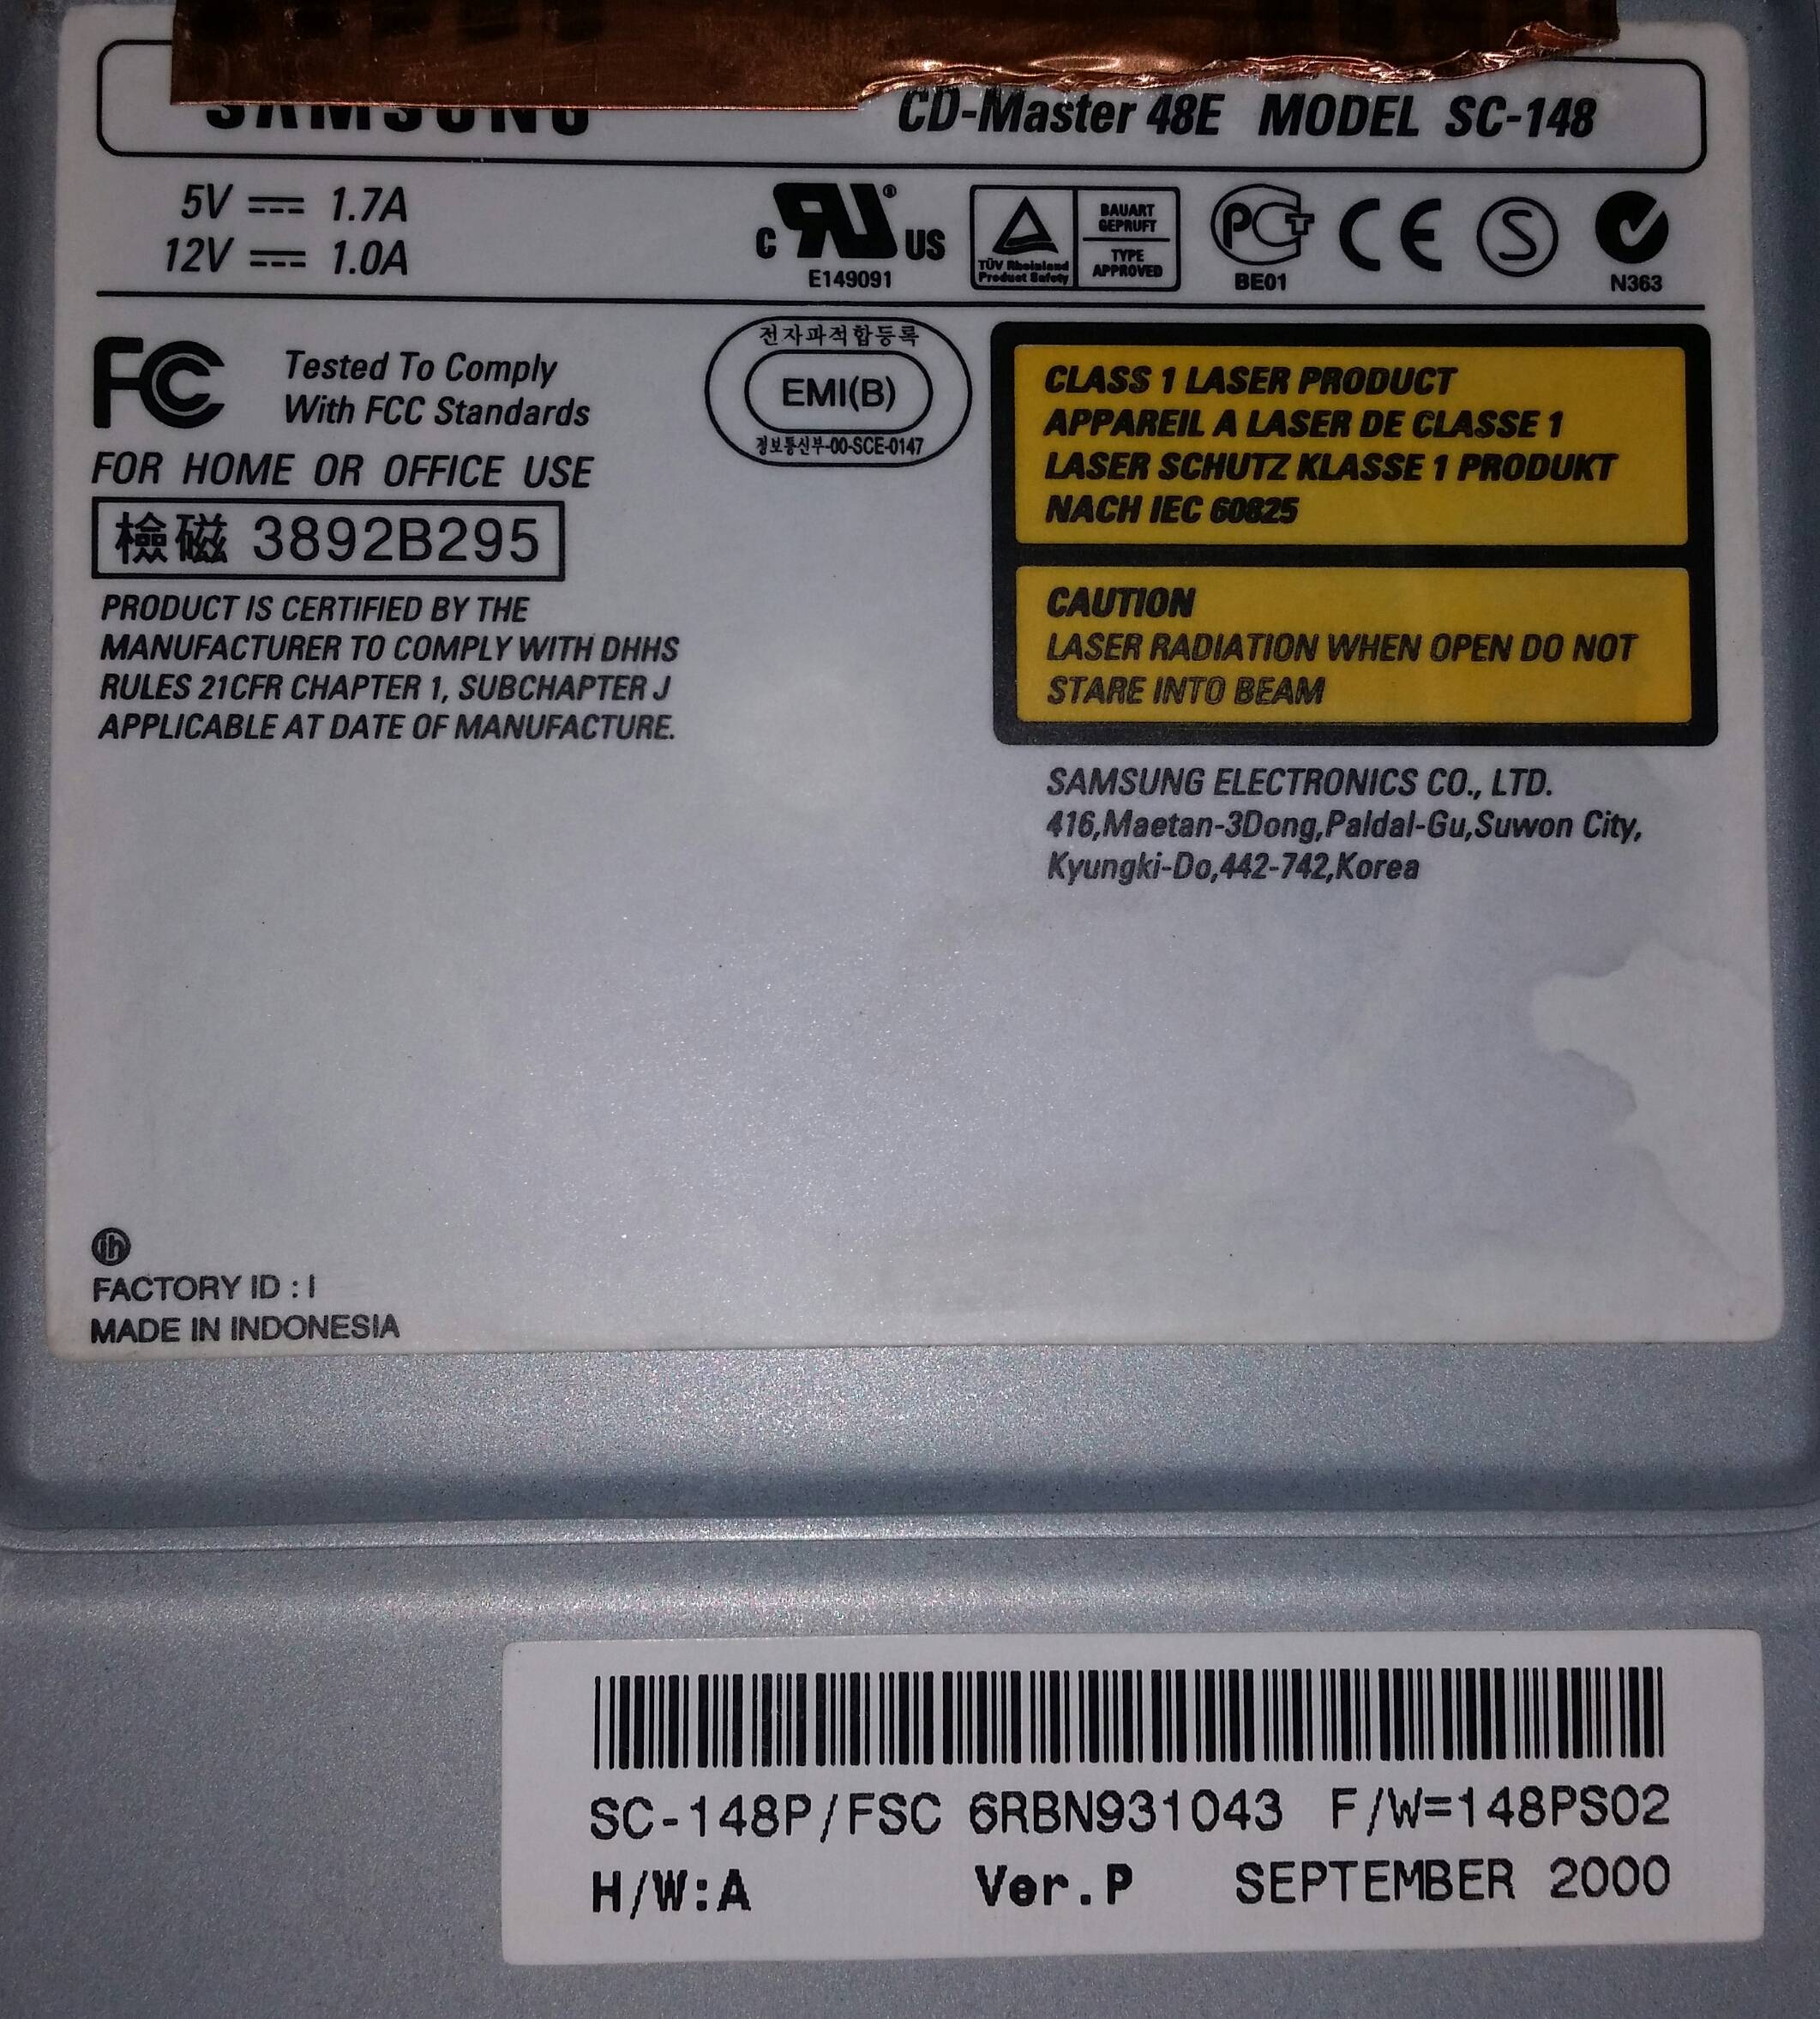 SAMSUNG CD-Master 48E MODEL SC-148
5V 1.7A
12V 1.0A
c RU® US
E149091
TÜV Rheinland
Product Safety
BAUART
GEPRUFT
TYPE
APPROVED
PCT
BE01
CE
S
N363
FC Tested To Comply
With FCC Standards
FOR HOME OR OFFICE USE
檢磁 3892B295
PRODUCT IS CERTIFIED BY THE
MANUFACTURER TO COMPLY WITH DHHS
RULES 21CFR CHAPTER 1, SUBCHAPTER J
APPLICABLE AT DATE OF MANUFACTURE.
전자파적합등록
EMI(B)
정보통신부-00-SCE-0147
CLASS 1 LASER PRODUCT
APPAREIL A LASER DE CLASSE 1
LASER SCHUTZ KLASSE 1 PRODUKT
NACH IEC 60825
CAUTION
LASER RADIATION WHEN OPEN DO NOT
STARE INTO BEAM
SAMSUNG ELECTRONICS CO., LTD.
416,Maetan-3Dong,Paldal-Gu,Suwon City,
Kyungki-Do,442-742,Korea
FACTORY ID : I
MADE IN INDONESIA
SC-148P/FSC 6RBN931043 F/W=148PS02
H/W:A Ver.P SEPTEMBER 2000